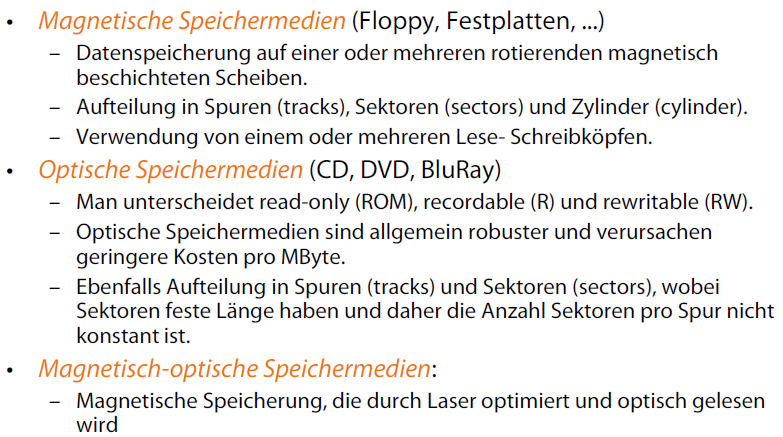 • Magnetische Speichermedien (Floppy, Festplatten, ...)
– Datenspeicherung auf einer oder mehreren rotierenden magnetisch
beschichteten Scheiben.
– Aufteilung in Spuren (tracks), Sektoren (sectors) und Zylinder (cylinder).
– Verwendung von einem oder mehreren Lese- Schreibköpfen.
• Optische Speichermedien (CD, DVD, BluRay)
– Man unterscheidet read-only (ROM), recordable (R) und rewritable (RW).
– Optische Speichermedien sind allgemein robuster und verursachen
geringere Kosten pro MByte.
– Ebenfalls Aufteilung in Spuren (tracks) und Sektoren (sectors), wobei
Sektoren feste Länge haben und daher die Anzahl Sektoren pro Spur nicht
konstant ist.
• Magnetisch-optische Speichermedien:
– Magnetische Speicherung, die durch Laser optimiert und optisch gelesen
wird